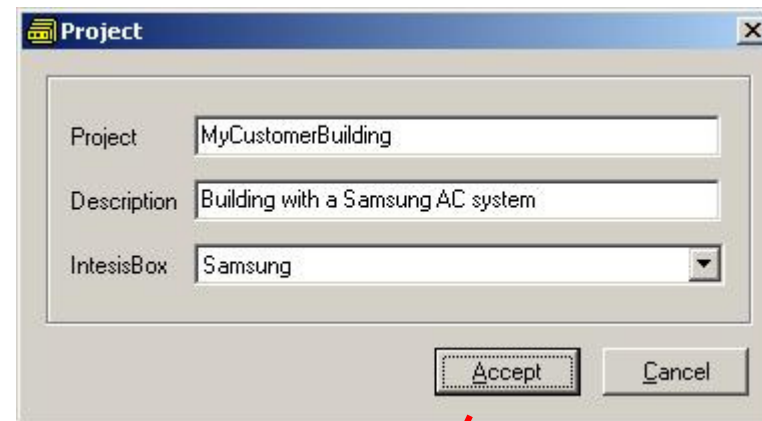 Project
Project MyCustomerBuilding
Description Building with a Samsung AC system
IntesisBox Samsung
Accept Cancel